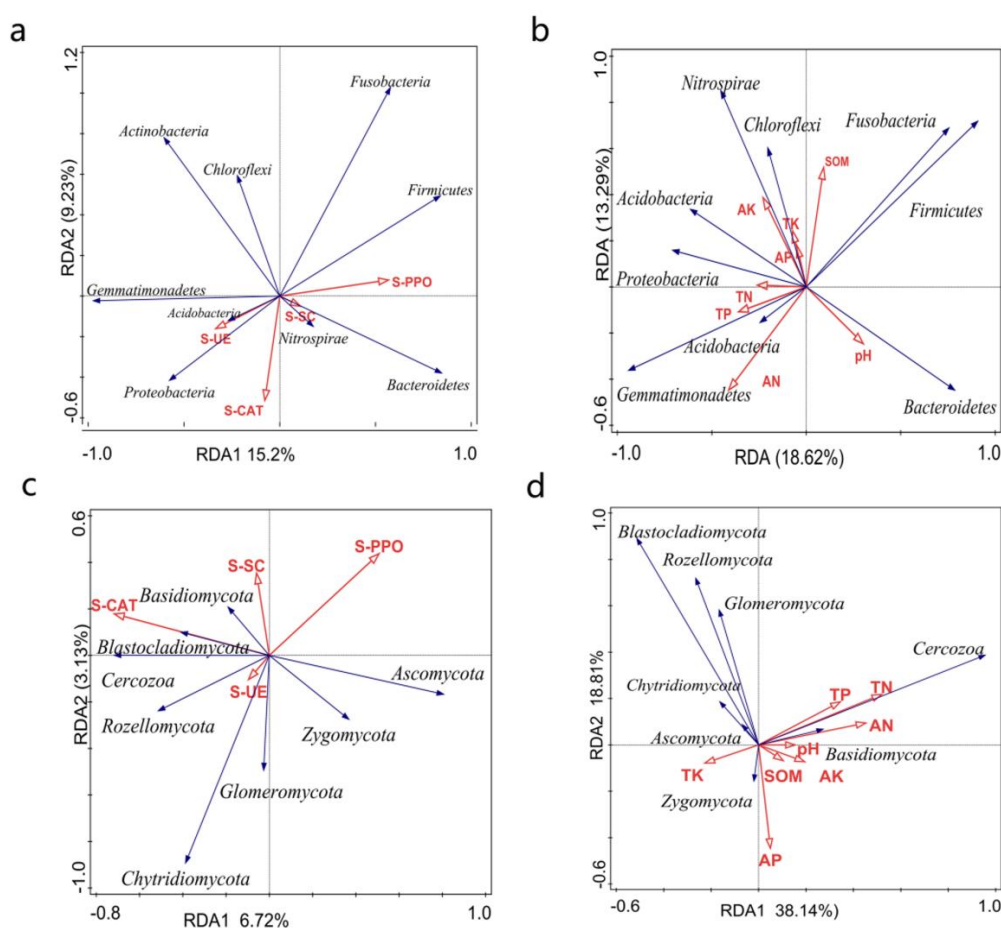 a
1.2
Fusobacteria
Actinobacteria
Chloroflexi
Firmicutes
RDA2 (9.23%)
S-PPO
Gemmatimonadetes
Acidobacteria
S-SC
S-UE
Nitrospirae
Proteobacteria
Bacteroidetes
S-CAT
-0.6
-1.0
RDA1 15.2%
1.0
b
1.0
Nitrospirae
Chloroflexi
Fusobacteria
SOM
RDA (13.29%)
Acidobacteria
AK
TK
Firmicutes
AP
Proteobacteria
TN
TP
Acidobacteria
pH
Gemmatimonadetes
AN
Bacteroidetes
-0.6
-1.0
RDA (18.62%)
1.0
c
0.6
S-PPO
S-SC
Basidiomycota
S-CAT
Blastocladiomycota
RDA2 (3.13%)
Cercozoa
S-UE
Ascomycota
Rozellomycota
Zygomycota
Glomeromycota
Chytridiomycota
-1.0
-0.8
RDA1 6.72%
1.0
d
1.0
Blastocladiomycota
Rozellomycota
Glomeromycota
Cercozoa
Chytridiomycota
TP
TN
RDA2 18.81%
AN
Ascomycota
pH
Basidiomycota
TK
SOM
AK
Zygomycota
AP
-0.6
-0.6
RDA1 38.14%)
1.0